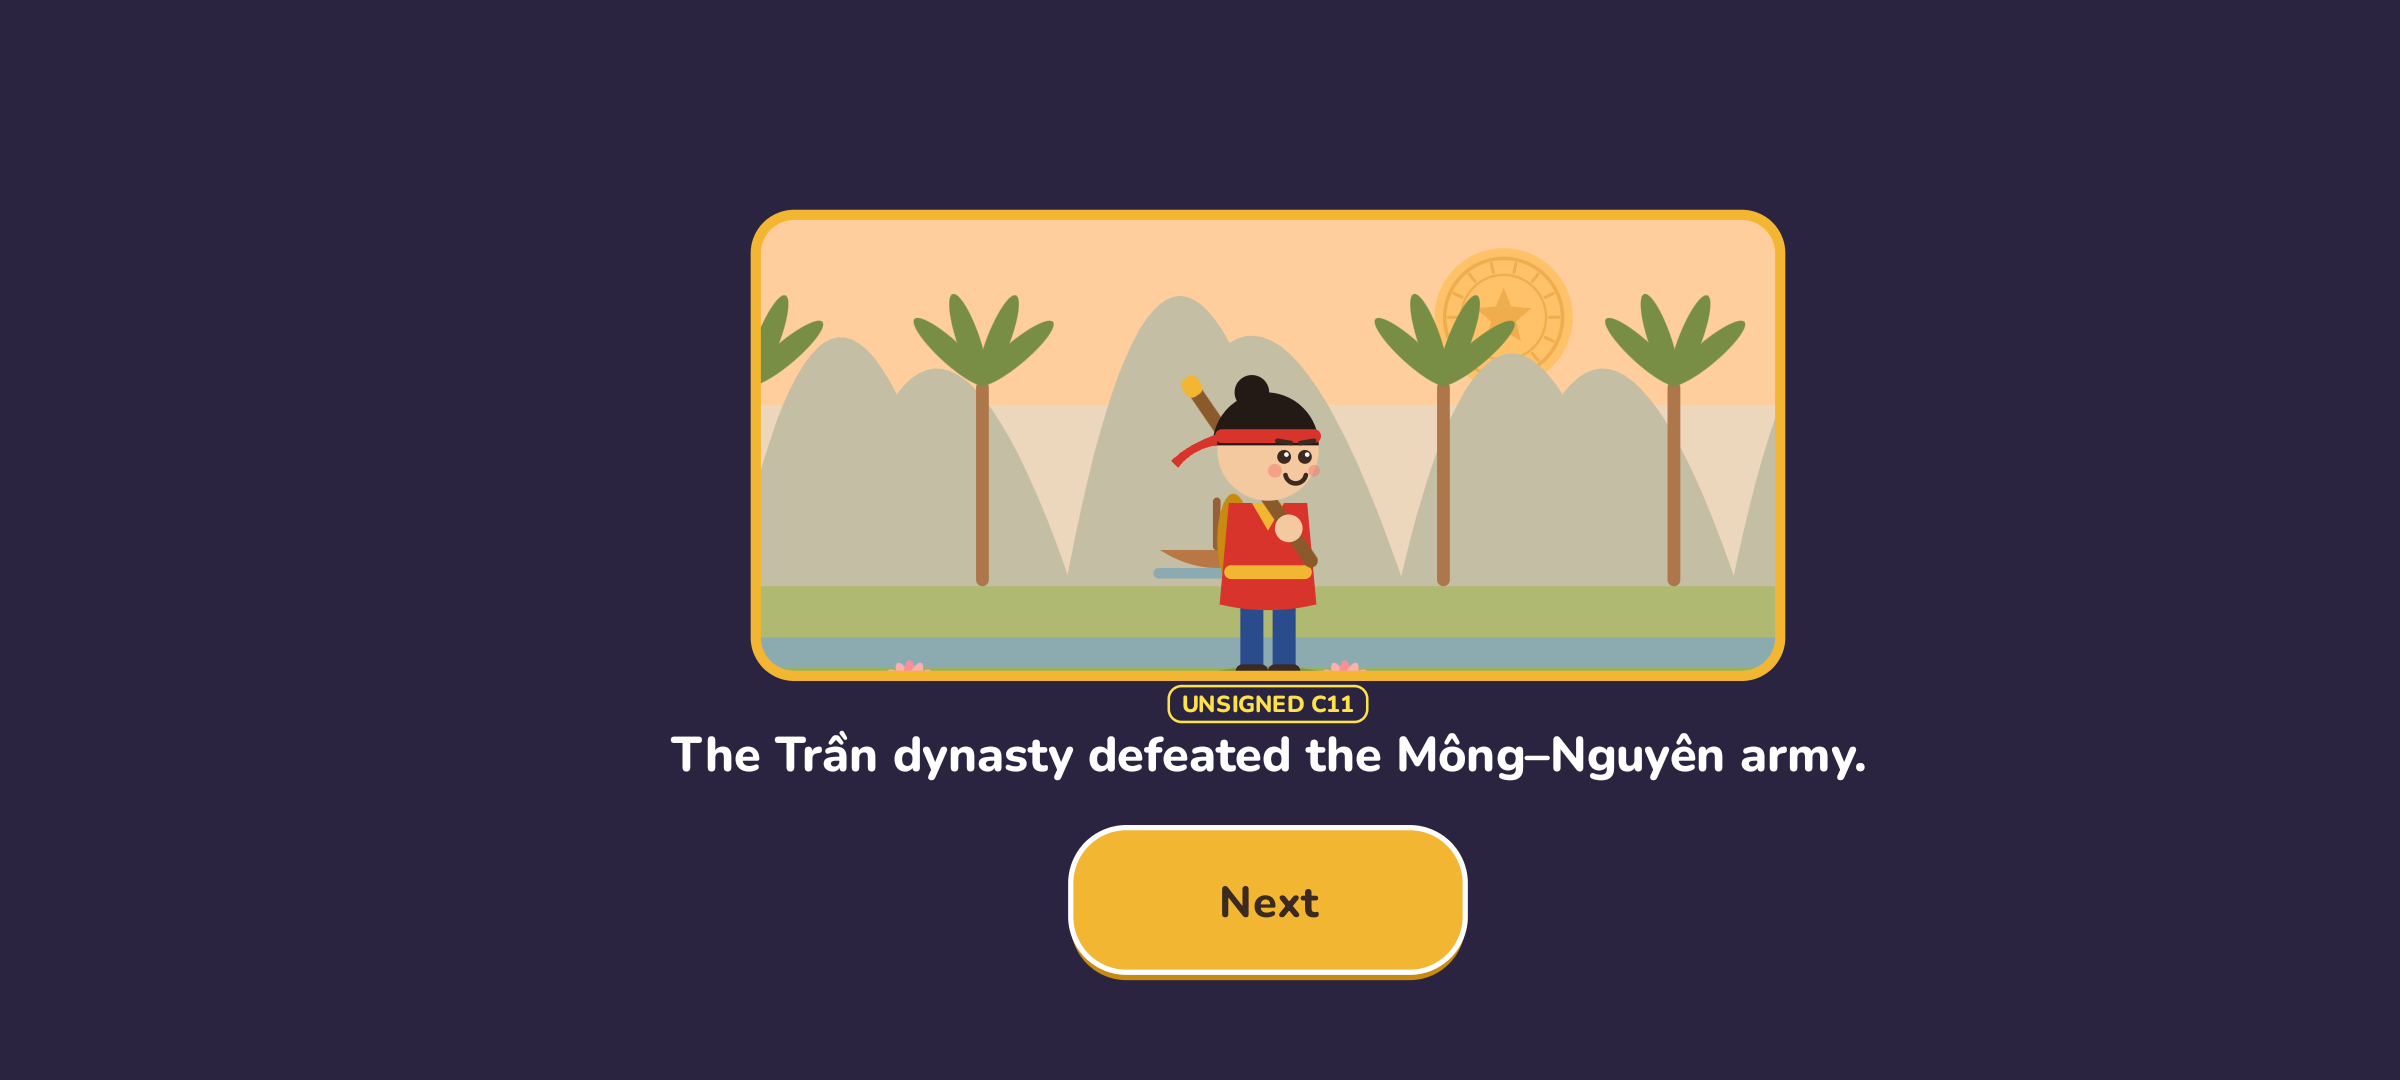 UNSIGNED C11
The Trần dynasty defeated the Mông–Nguyên army.
Next